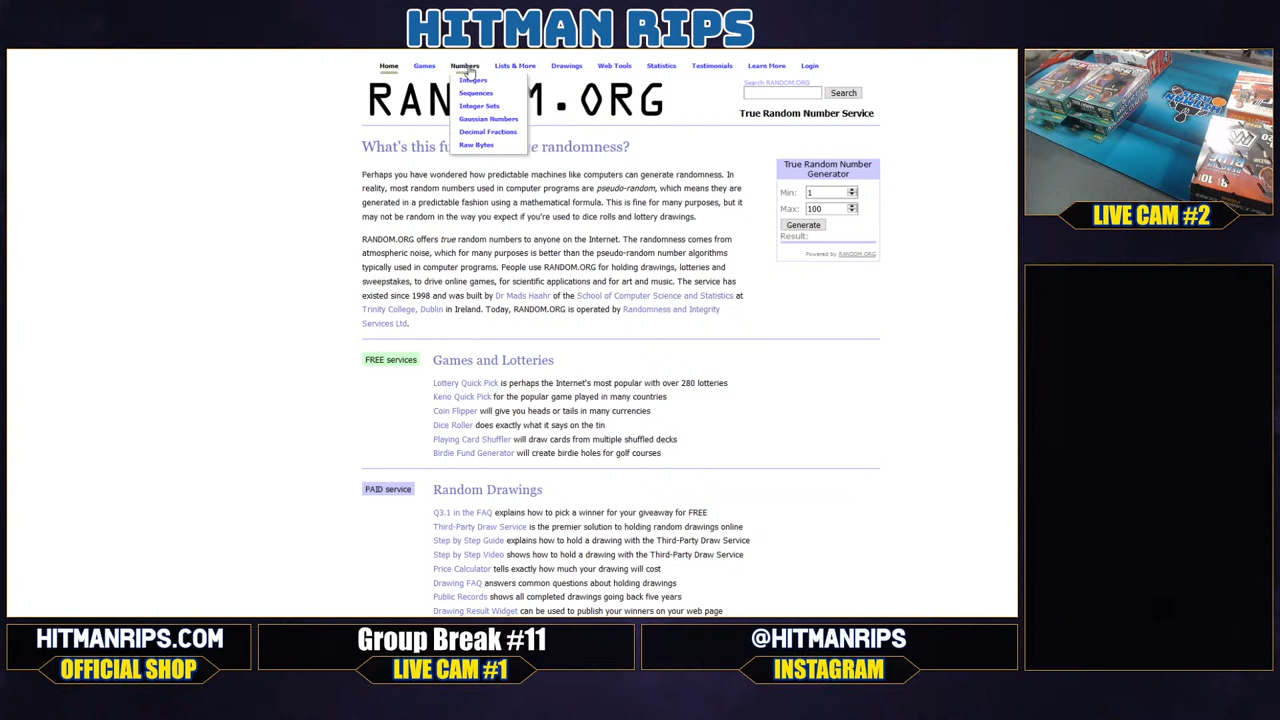 HITMAN RIPS
Home Games Numbers Lists & More Drawings Web Tools Statistics Testimonials Learn More Login
Integers
Sequences
Integer Sets
Gaussian Numbers
Decimal Fractions
Raw Bytes
RAN M.ORG
Search RANDOM.ORG
Search
True Random Number Service
What's this fu randomness?
Perhaps you have wondered how predictable machines like computers can generate randomness. In
reality, most random numbers used in computer programs are pseudo-random, which means they are
generated in a predictable fashion using a mathematical formula. This is fine for many purposes, but it
may not be random in the way you expect if you're used to dice rolls and lottery drawings.
RANDOM.ORG offers true random numbers to anyone on the Internet. The randomness comes from
atmospheric noise, which for many purposes is better than the pseudo-random number algorithms
typically used in computer programs. People use RANDOM.ORG for holding drawings, lotteries and
sweepstakes, to drive online games, for scientific applications and for art and music. The service has
existed since 1998 and was built by Dr Mads Haahr of the School of Computer Science and Statistics at
Trinity College, Dublin in Ireland. Today, RANDOM.ORG is operated by Randomness and Integrity
Services Ltd.
True Random Number
Generator
Min: 1
Max: 100
Generate
Result:
Powered by RANDOM.ORG
FREE services
Games and Lotteries
Lottery Quick Pick is perhaps the Internet's most popular with over 280 lotteries
Keno Quick Pick for the popular game played in many countries
Coin Flipper will give you heads or tails in many currencies
Dice Roller does exactly what it says on the tin
Playing Card Shuffler will draw cards from multiple shuffled decks
Birdie Fund Generator will create birdie holes for golf courses
PAID service
Random Drawings
Q3.1 in the FAQ explains how to pick a winner for your giveaway for FREE
Third-Party Draw Service is the premier solution to holding random drawings online
Step by Step Guide explains how to hold a drawing with the Third-Party Draw Service
Step by Step Video shows how to hold a drawing with the Third-Party Draw Service
Price Calculator tells exactly how much your drawing will cost
Drawing FAQ answers common questions about holding drawings
Public Records shows all completed drawings going back five years
Drawing Result Widget can be used to publish your winners on your web page
LIVE CAM #2
HITMANRIPS.COM
OFFICIAL SHOP
Group Break #11
LIVE CAM #1
@HITMANRIPS
INSTAGRAM